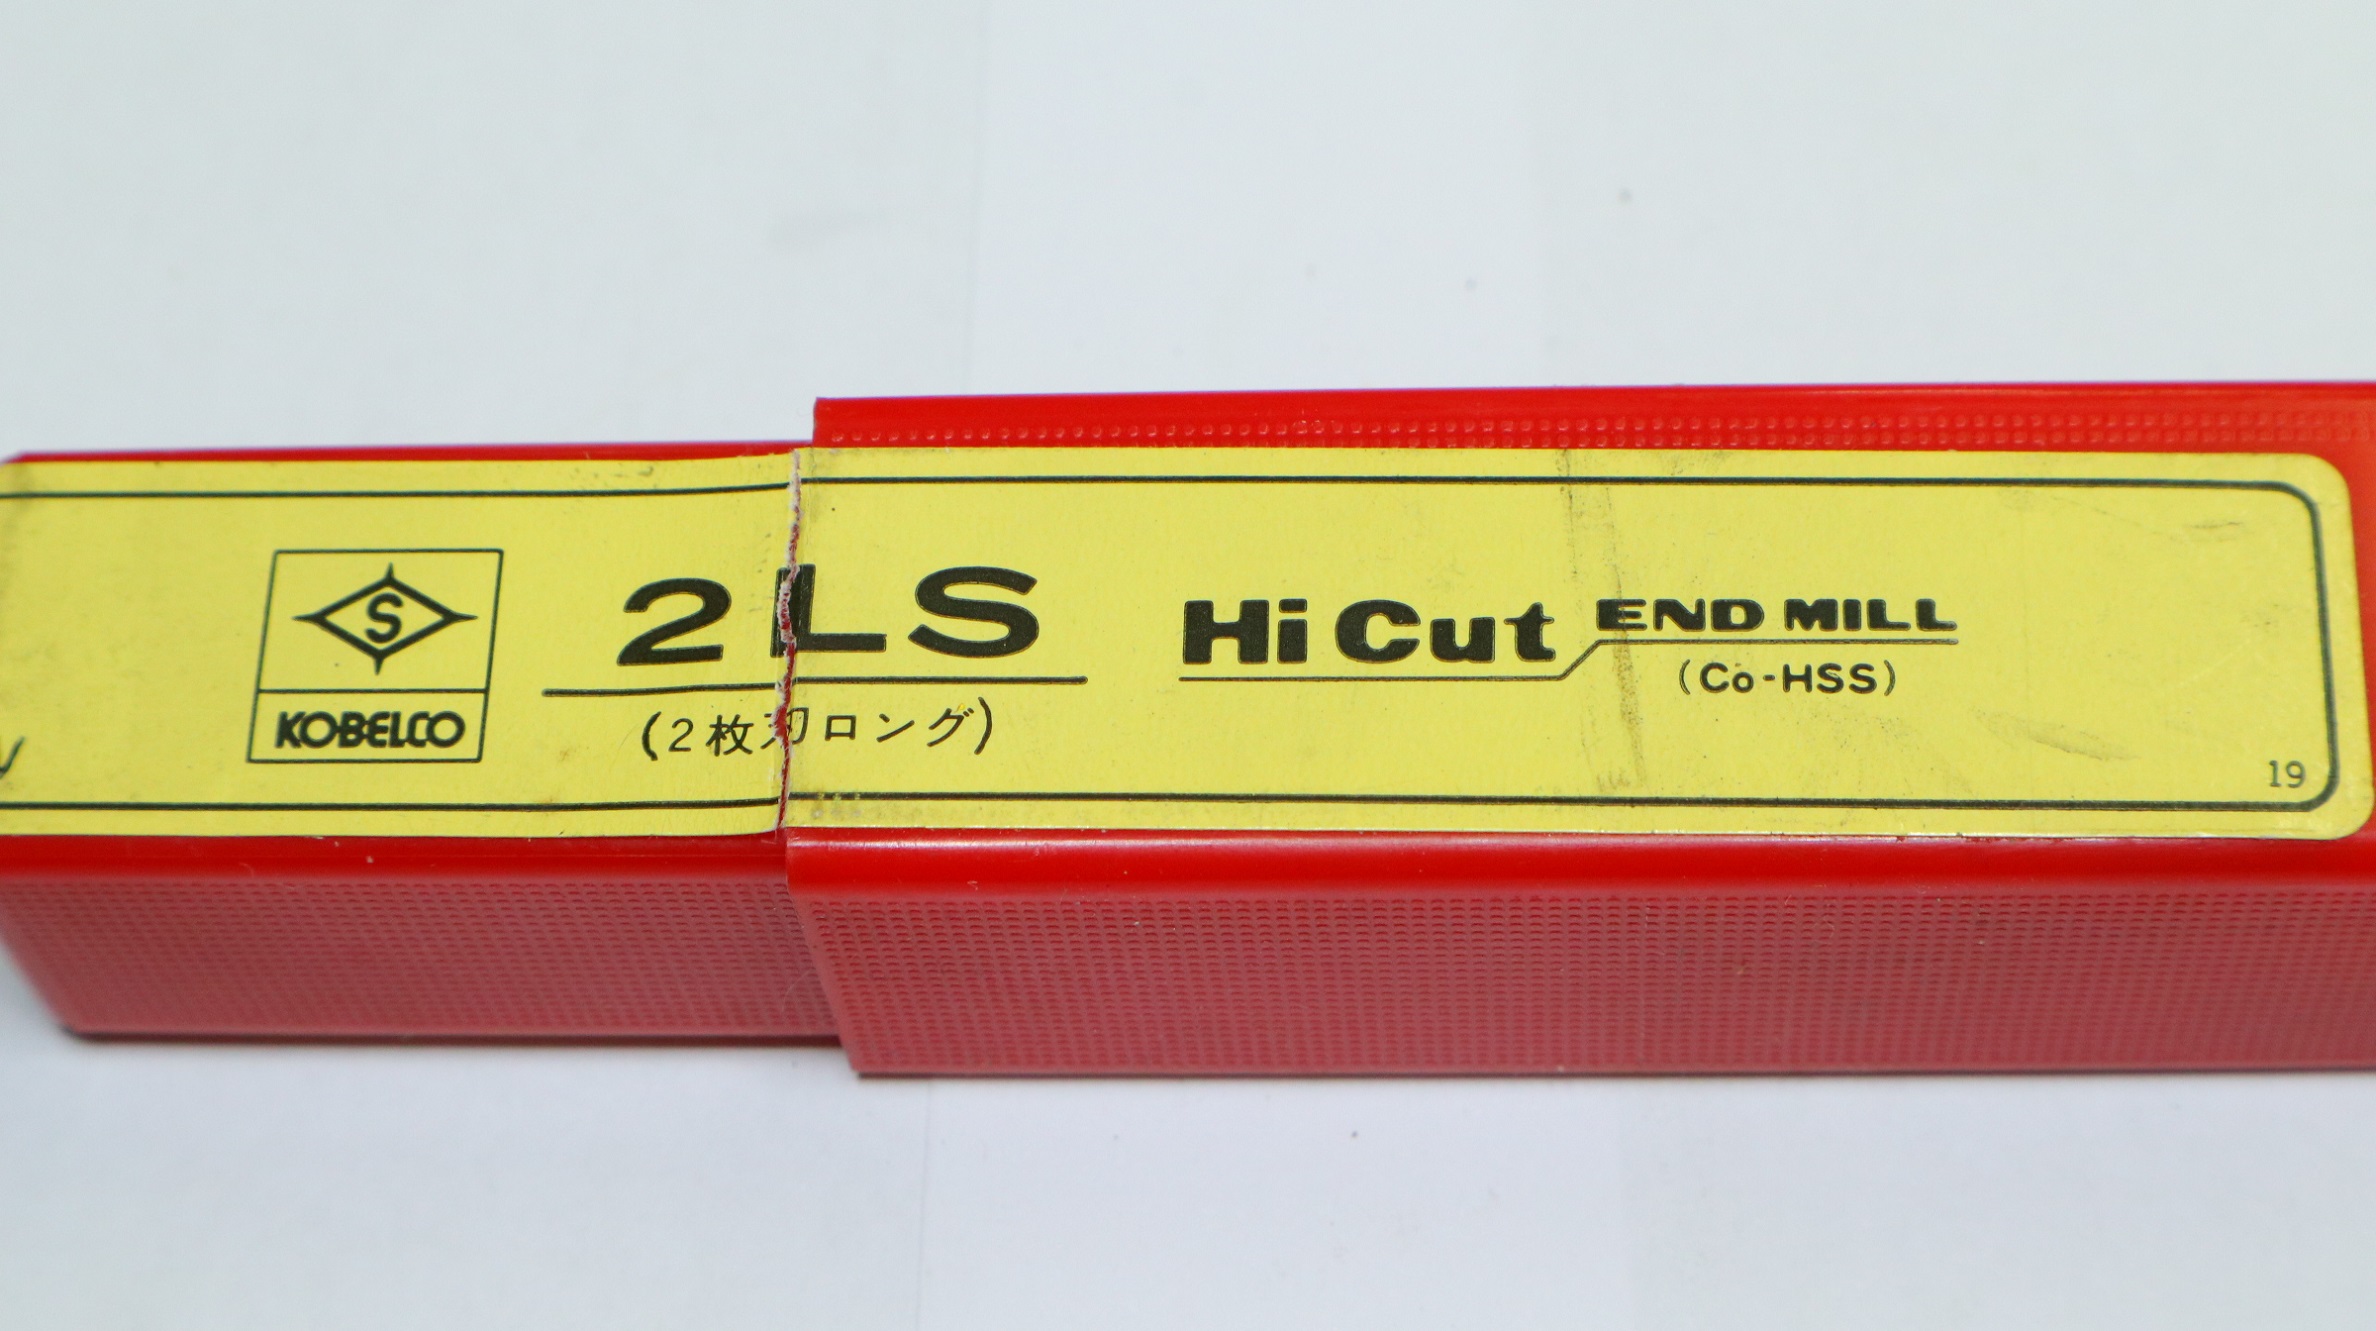 S
KOBELCO
2LS
(2枚刃ロング)
Hi Cut END MILL
(Co-HSS)
19